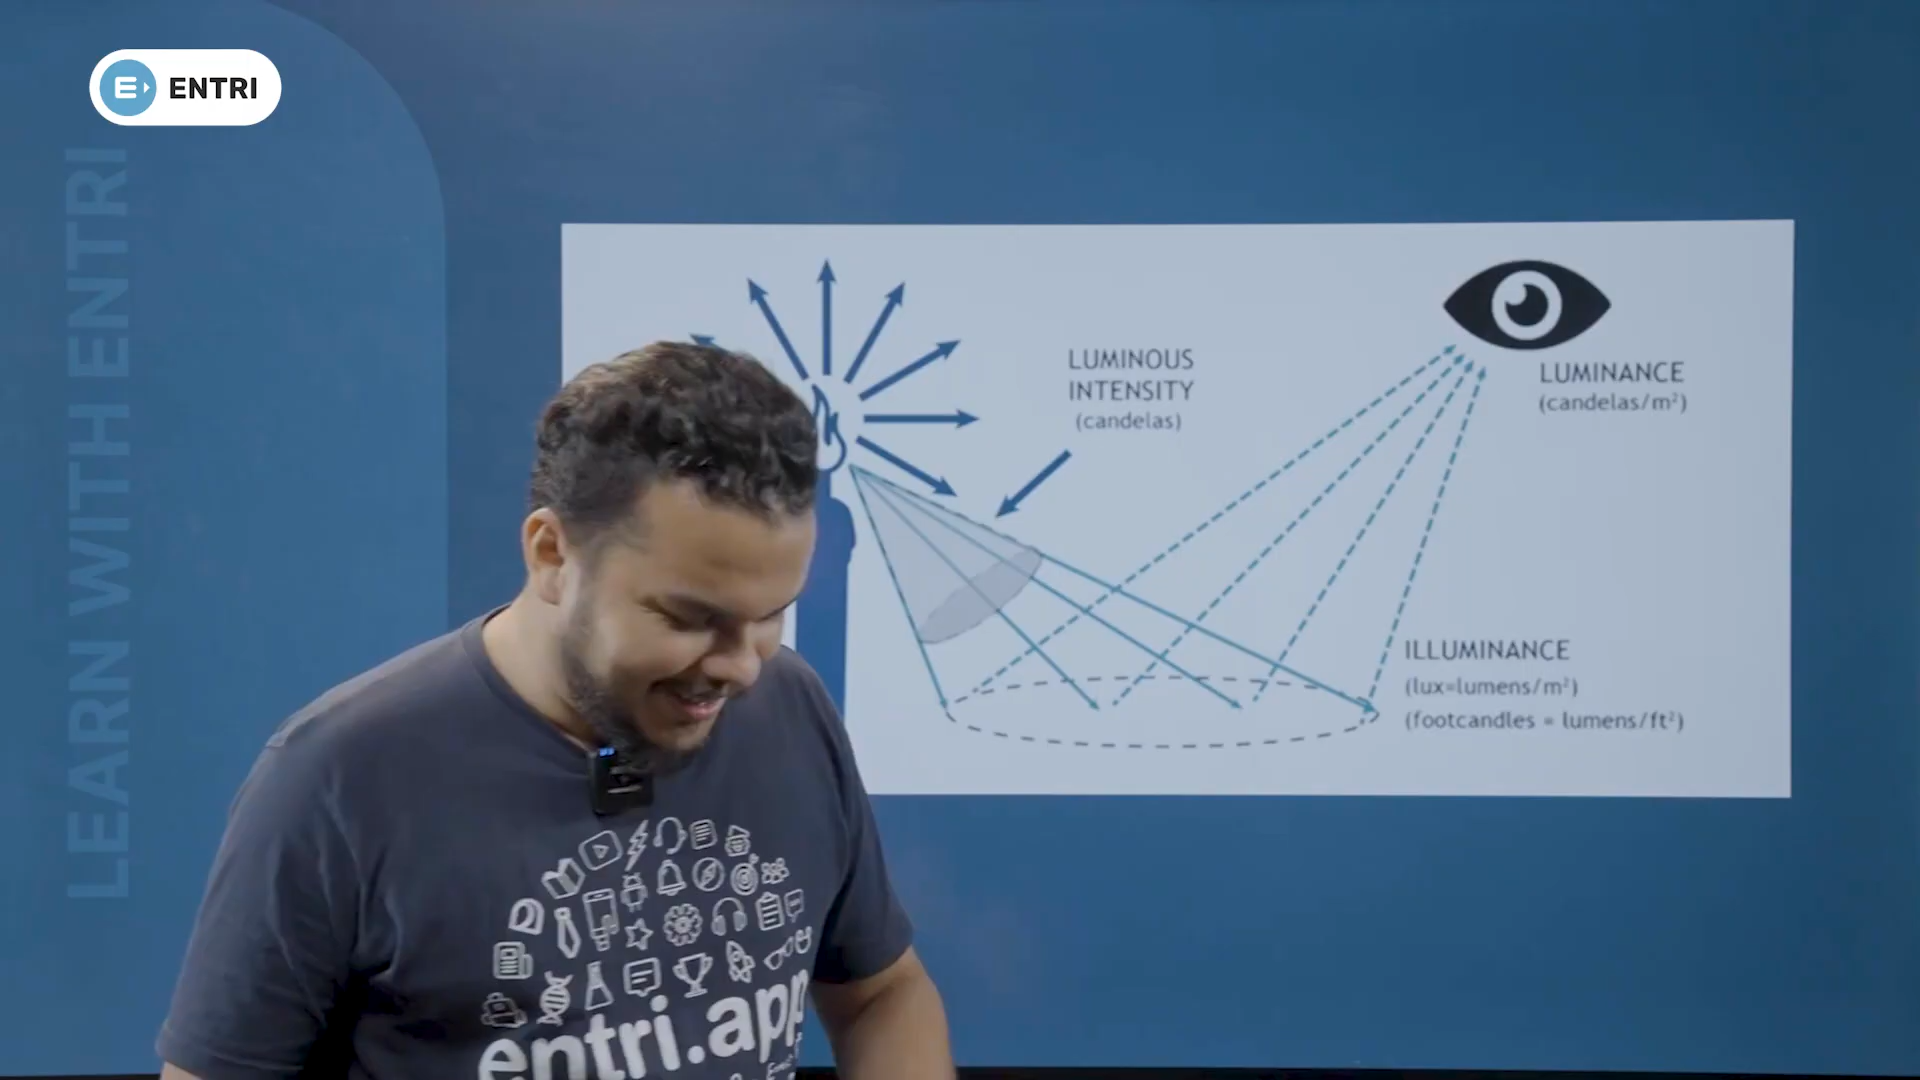 ENTRI
LEARN WITH ENTRI
LUMINOUS
INTENSITY
(candelas)
LUMINANCE
(candelas/m²)
ILLUMINANCE
(lux=lumens/m²)
(footcandles = lumens/ft²)
entri.app